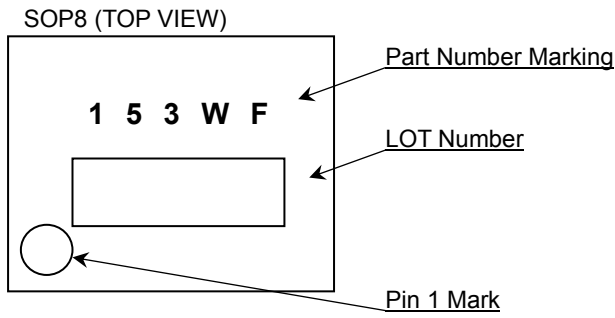 SOP8 (TOP VIEW)
Part Number Marking
1 5 3 W F
LOT Number
Pin 1 Mark